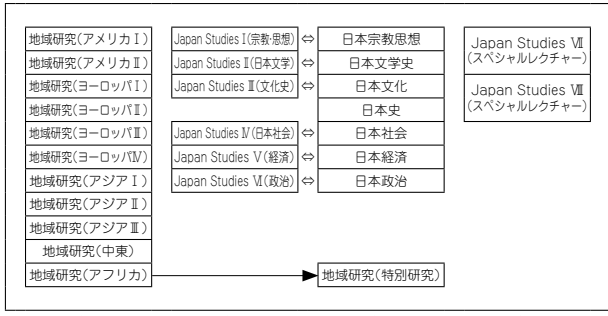 地域研究(アメリカⅠ)
地域研究(アメリカⅡ)
地域研究(ヨーロッパⅠ)
地域研究(ヨーロッパⅡ)
地域研究(ヨーロッパⅢ)
地域研究(ヨーロッパⅣ)
地域研究(アジアⅠ)
地域研究(アジアⅡ)
地域研究(アジアⅢ)
地域研究(中東)
地域研究(アフリカ)
Japan Studies Ⅰ(宗教・思想) ⇔ 日本宗教思想
Japan Studies Ⅱ(日本文学) ⇔ 日本文学史
Japan Studies Ⅲ(文化史) ⇔ 日本文化
日本史
Japan Studies Ⅳ(日本社会) ⇔ 日本社会
Japan Studies Ⅴ(経済) ⇔ 日本経済
Japan Studies Ⅵ(政治) ⇔ 日本政治
地域研究(特別研究)
Japan Studies Ⅶ
(スペシャルレクチャー)
Japan Studies Ⅷ
(スペシャルレクチャー)